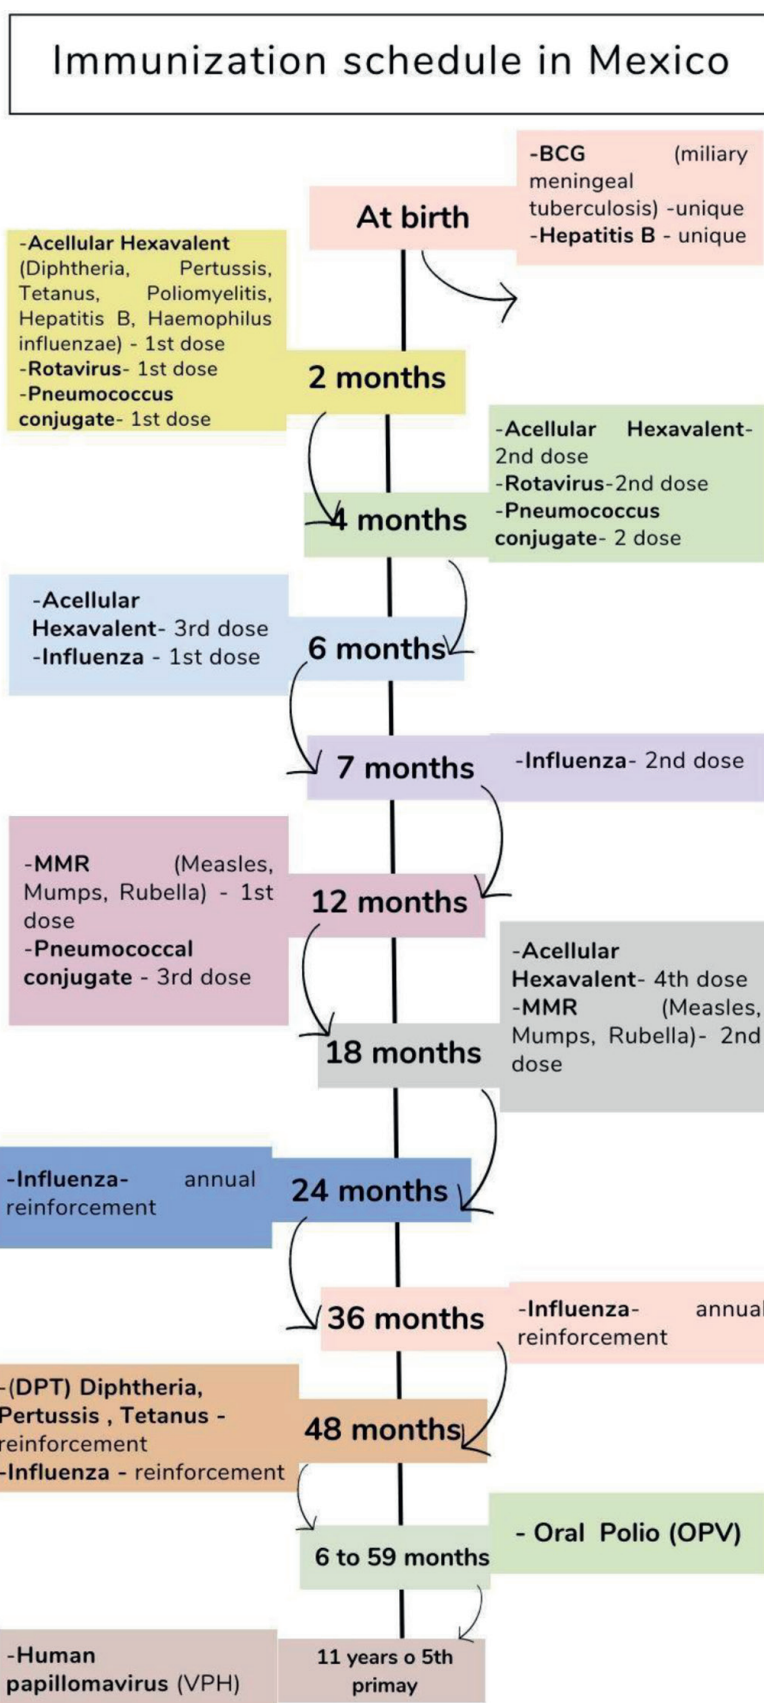 Immunization schedule in Mexico
At birth
-BCG (miliary
meningeal
tuberculosis) -unique
-Hepatitis B - unique
-Acellular Hexavalent
(Diphtheria, Pertussis,
Tetanus, Poliomyelitis,
Hepatitis B, Haemophilus
influenzae) - 1st dose
-Rotavirus- 1st dose
-Pneumococcus
conjugate- 1st dose
2 months
4 months
-Acellular Hexavalent-
2nd dose
-Rotavirus-2nd dose
-Pneumococcus
conjugate- 2 dose
-Acellular
Hexavalent- 3rd dose
-Influenza - 1st dose
6 months
7 months
-Influenza- 2nd dose
-MMR (Measles,
Mumps, Rubella) - 1st
dose
-Pneumococcal
conjugate - 3rd dose
12 months
18 months
-Acellular
Hexavalent- 4th dose
-MMR (Measles,
Mumps, Rubella)- 2nd
dose
-Influenza- annual
reinforcement
24 months
36 months
-Influenza- annual
reinforcement
-(DPT) Diphtheria,
Pertussis , Tetanus -
reinforcement
-Influenza - reinforcement
48 months
6 to 59 months
- Oral Polio (OPV)
-Human
papillomavirus (VPH)
11 years o 5th
primay